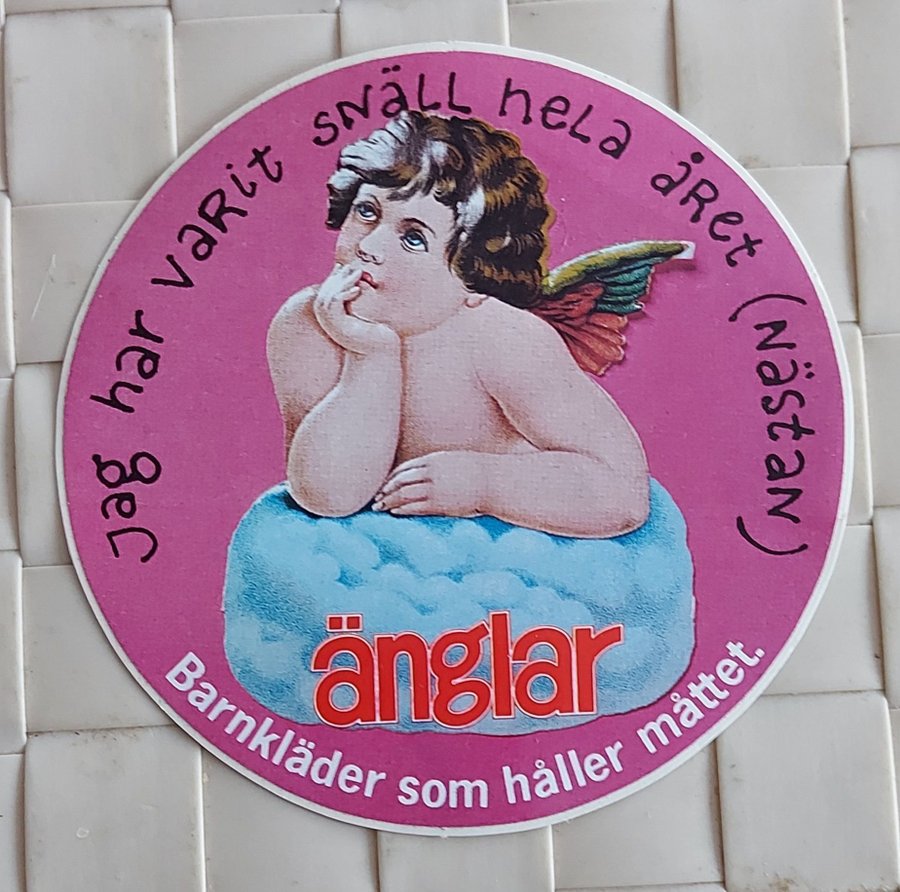 Jag har varit snäll hela året (nästan)
änglar
Barnkläder som håller måttet.